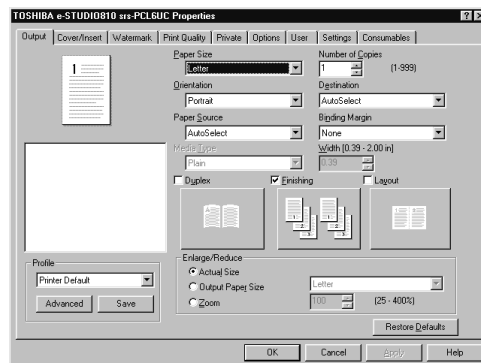 TOSHIBA e-STUDIO810 srs-PCL6UC Properties
Output Cover/Insert Watermark Print Quality Private Options User Settings Consumables
Paper Size
Letter
Number of Copies
1 (1-999)
Orientation
Portrait
Destination
AutoSelect
Paper Source
AutoSelect
Binding Margin
None
Media Type
Plain
Width [0.39 - 2.00 in]
0.39
Duplex Finishing Layout
Profile
Printer Default
Advanced Save
Enlarge/Reduce
Actual Size
Output Paper Size Letter
Zoom 100 (25 - 400%)
Restore Defaults
OK Cancel Apply Help
1